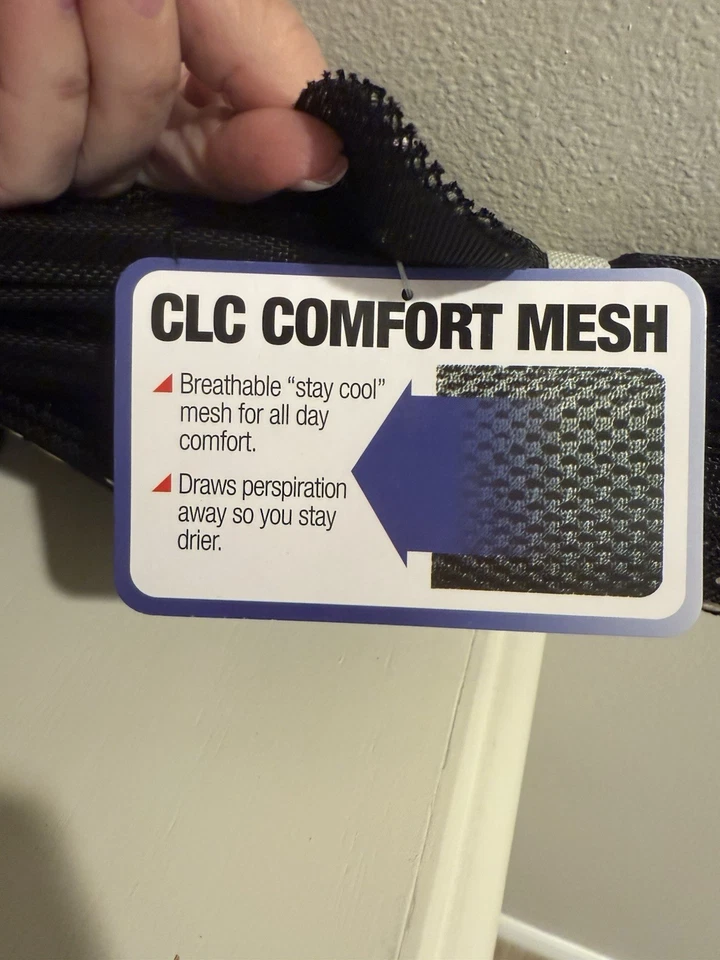 CLC COMFORT MESH
Breathable “stay cool”
mesh for all day
comfort.
Draws perspiration
away so you stay
drier.